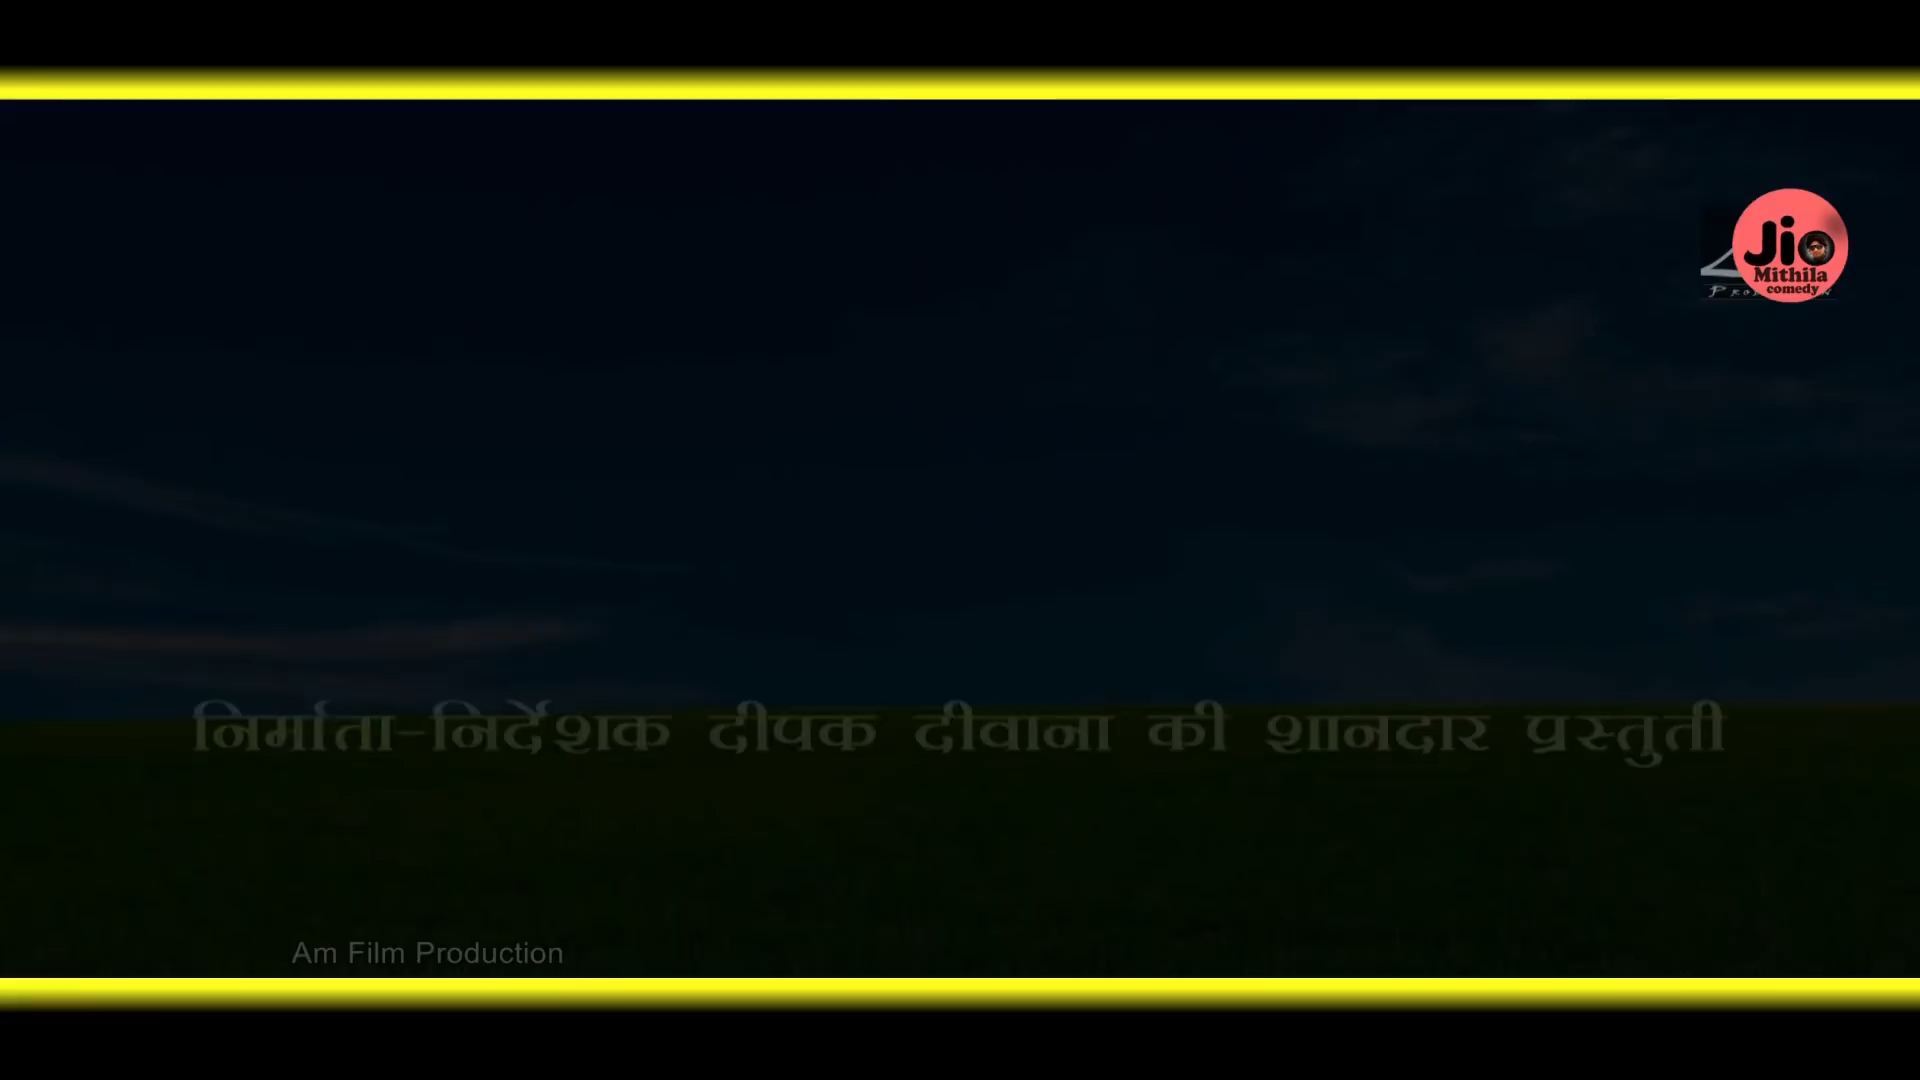 Jio
Mithila
comedy
निर्माता-निर्देशक दीपक दीवाना की शानदार प्रस्तुती
Am Film Production